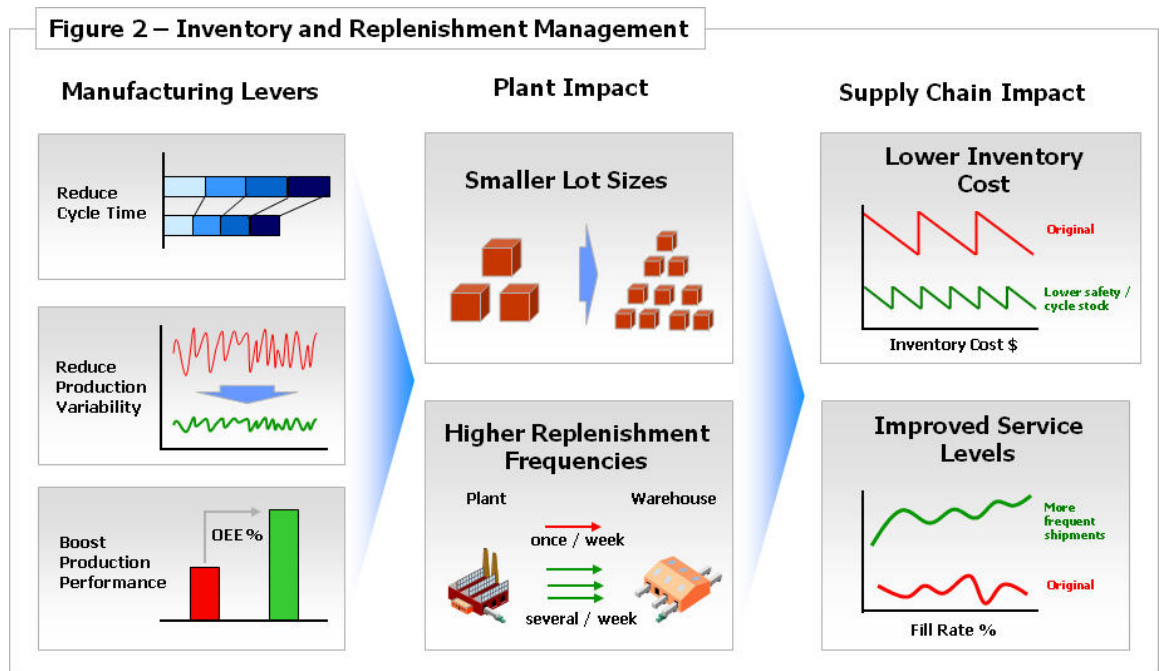 Figure 2 – Inventory and Replenishment Management
Manufacturing Levers
Reduce
Cycle Time
Reduce
Production
Variability
Boost
Production
Performance
OEE %
Plant Impact
Smaller Lot Sizes
Higher Replenishment
Frequencies
Plant
Warehouse
once / week
several / week
Supply Chain Impact
Lower Inventory
Cost
Original
Lower safety /
cycle stock
Inventory Cost $
Improved Service
Levels
More
frequent
shipments
Original
Fill Rate %